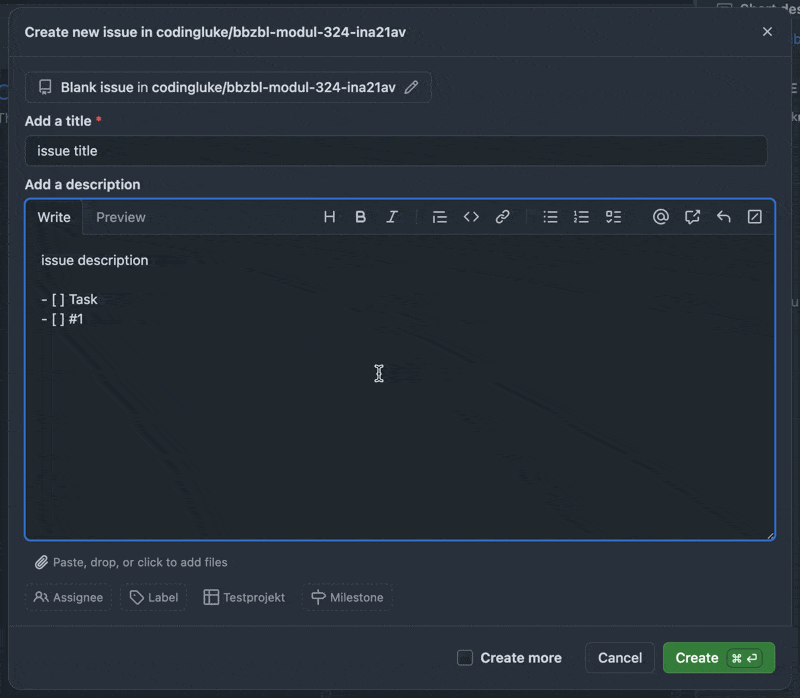 Create new issue in codingluke/bbzbl-modul-324-ina21av
Blank issue in codingluke/bbzbl-modul-324-ina21av
Add a title *
issue title
Add a description
Write Preview
issue description
- [ ] Task
- [ ] #1
Paste, drop, or click to add files
Assignee Label Testprojekt Milestone
Create more Cancel Create ⌘ ↵